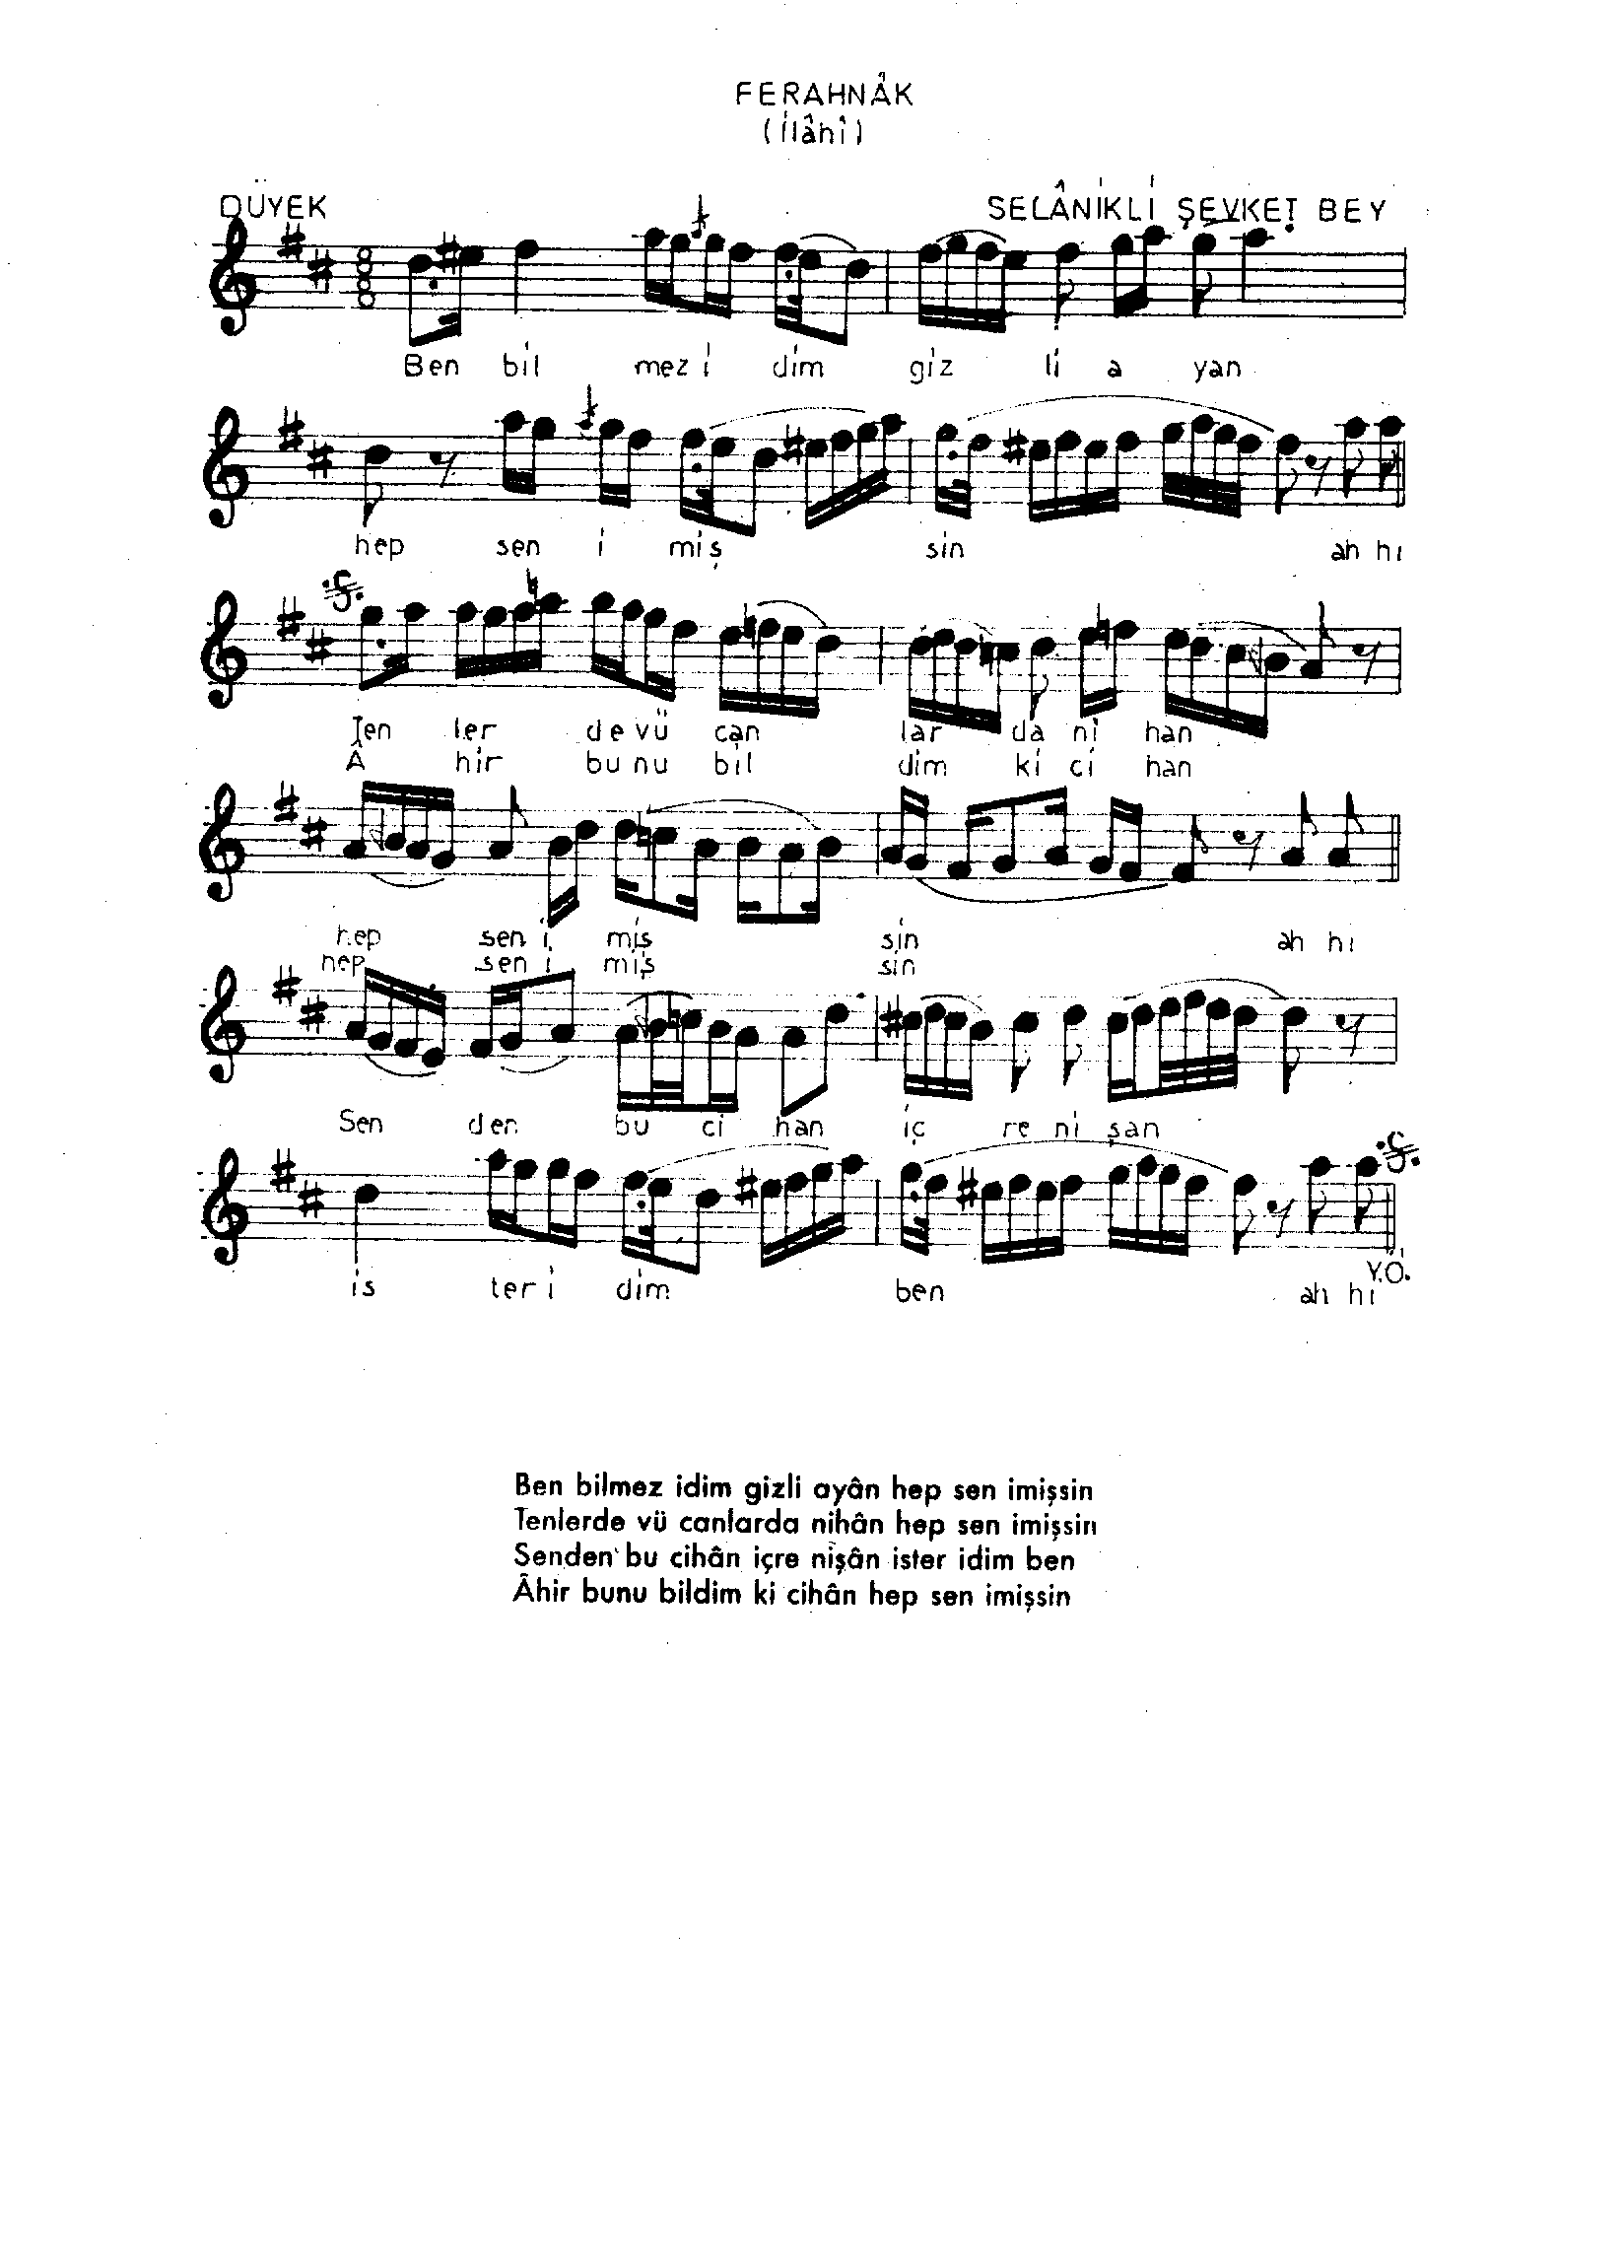 FERAHNÂK
(İlâhî)
DÜYEK
SELÂNİKLİ ŞEVKET BEY
8
8
Ben bil mez i dim giz li a yan
hep sen i miş sin ah hı
Ten ler de vü can lar da ni han
Â hir bu nu bil dim ki ci han
hep sen i miş sin ah hı
hep sen i miş sin
Sen den bu ci han iç re ni şan
is ter i dim ben ah hı
Y.Ö.
Ben bilmez idim gizli ayân hep sen imişsin
Tenlerde vü canlarda nihân hep sen imişsin
Senden bu cihân içre nişân ister idim ben
Âhir bunu bildim ki cihân hep sen imişsin